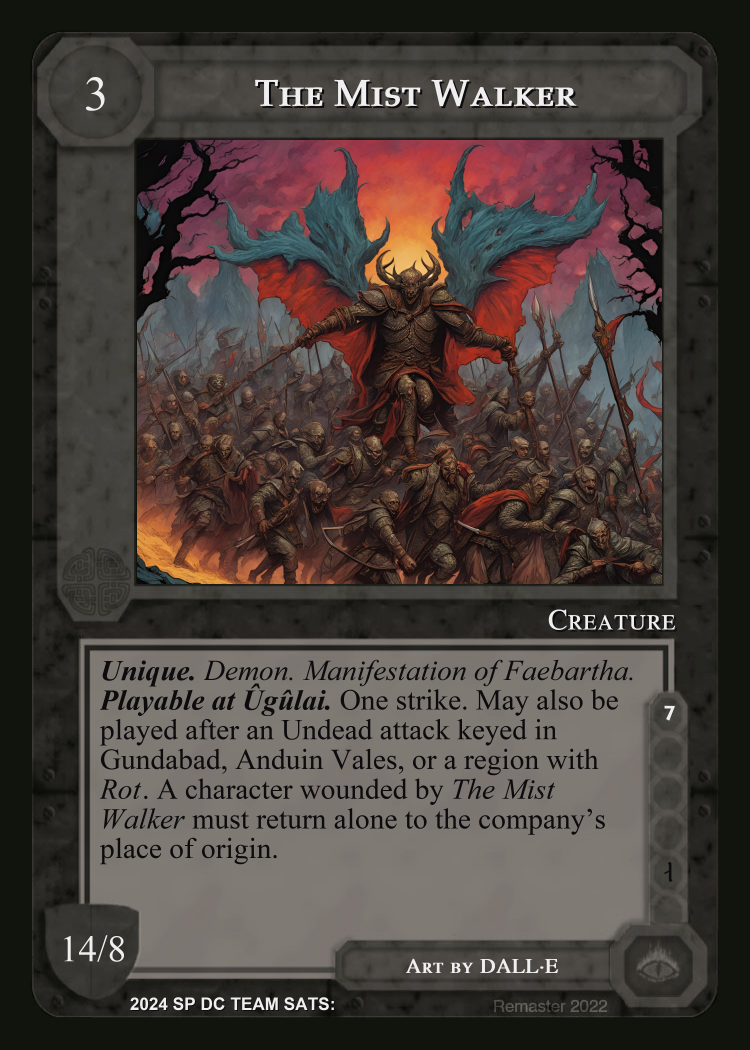 3
The Mist Walker
Creature
Unique. Demon. Manifestation of Faebartha.
Playable at Ûgûlai. One strike. May also be
played after an Undead attack keyed in
Gundabad, Anduin Vales, or a region with
Rot. A character wounded by The Mist
Walker must return alone to the company's
place of origin.
7
14/8
Art by DALL·E
2024 SP DC TEAM SATS:
Remaster 2022